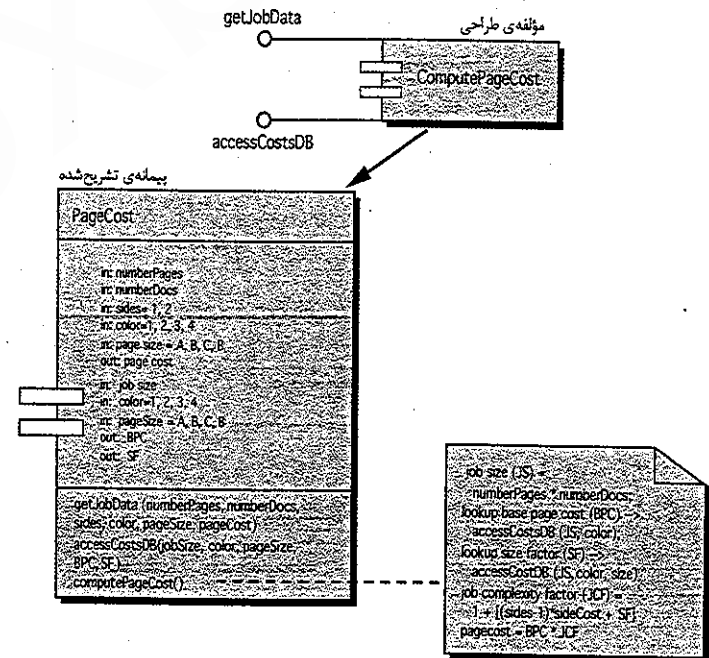 getJobData
مؤلفه‌ی طراحی
ComputePageCost
accessCostsDB
پیمانه‌ی تشریح‌شده
PageCost
in: numberPages
in: numberDocs
in: sides= 1, 2
in: color=1, 2, 3, 4
in: page size = A, B, C, B
out: page cost
in: job size
in: color=1, 2, 3, 4
in: pageSize = A, B, C, B
out: BPC
out: SF
getJobData (numberPages, numberDocs,
sides, color, pageSize, pageCost)
accessCostsDB(jobSize, color, pageSize,
BPC, SF)
computePageCost()
job size (JS) =
numberPages * numberDocs;
lookup base page cost (BPC) -->
accessCostsDB (JS, color)
lookup size factor (SF) -->
accessCostDB (JS, color, size)
job complexity factor (JCF) =
1 + [(sides-1)*sideCost + SF]
pagecost = BPC * JCF